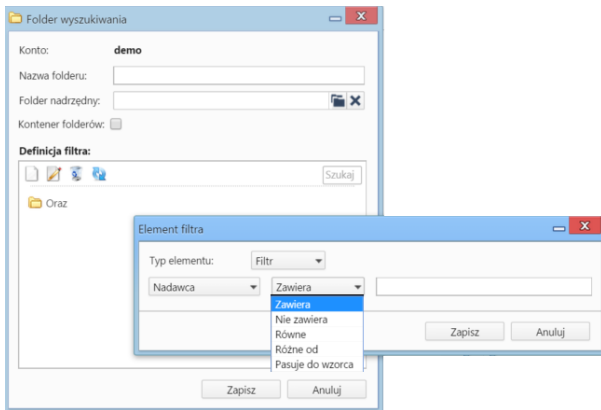 Folder wyszukiwania
Konto: demo
Nazwa folderu:
Folder nadrzędny:
Kontener folderów:
Definicja filtra:
Szukaj
Oraz
Element filtra
Typ elementu: Filtr
Nadawca Zawiera
Zawiera
Nie zawiera
Równe
Różne od
Pasuje do wzorca
Zapisz Anuluj
Zapisz Anuluj